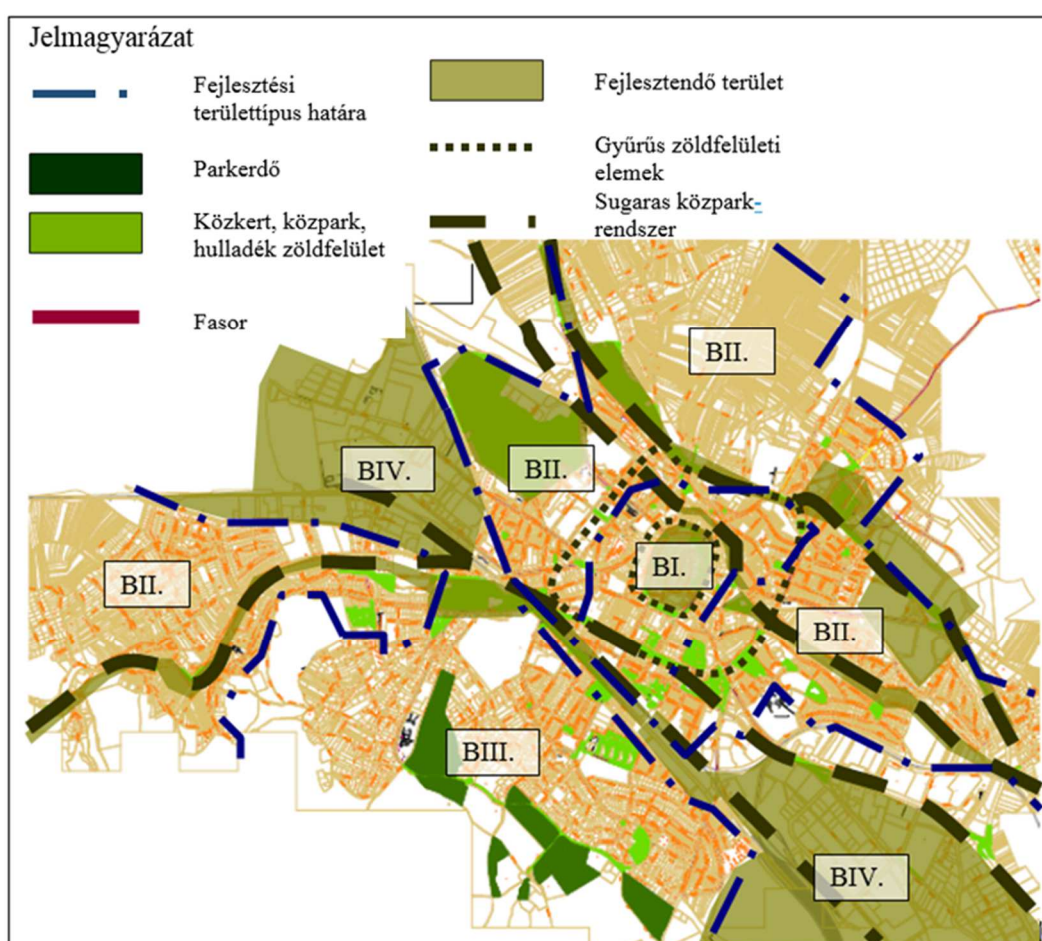 Jelmagyarázat
Fejlesztési
területtípus határa
Parkerdő
Közkert, közpark,
hulladék zöldfelület
Fasor
Fejlesztendő terület
Gyűrűs zöldfelületi
elemek
Sugaras közpark-
rendszer
BII.
BIV.
BII.
BI.
BII.
BII.
BIII.
BIV.